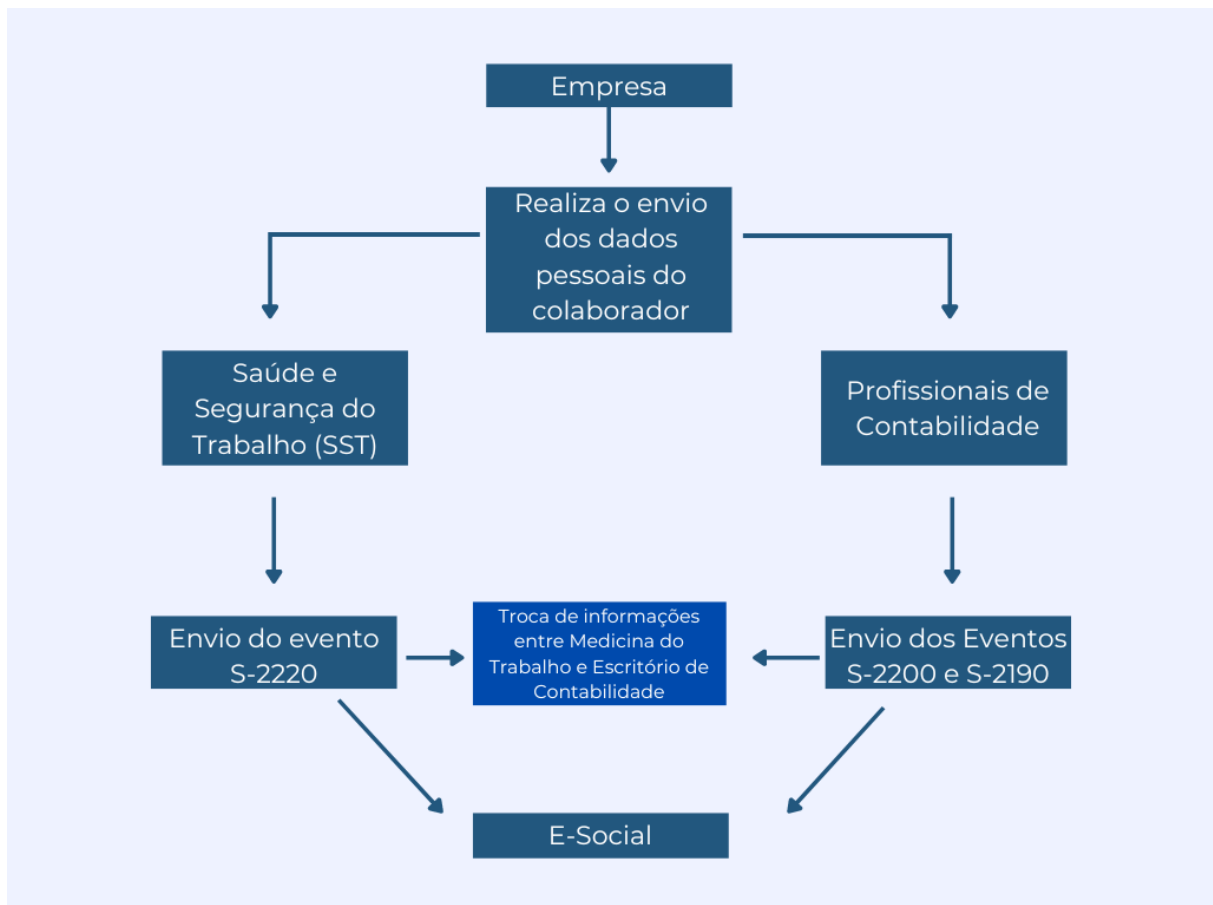 Empresa
Realiza o envio
dos dados
pessoais do
colaborador
Saúde e
Segurança do
Trabalho (SST)
Profissionais de
Contabilidade
Envio do evento
S-2220
Troca de informações
entre Medicina do
Trabalho e Escritório de
Contabilidade
Envio dos Eventos
S-2200 e S-2190
E-Social